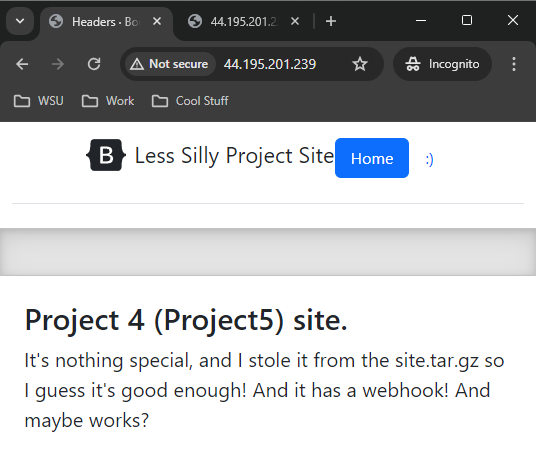 Headers · Bo
44.195.201.2
Not secure 44.195.201.239 Incognito
WSU Work Cool Stuff
B Less Silly Project Site Home :)
Project 4 (Project5) site.
It's nothing special, and I stole it from the site.tar.gz so
I guess it's good enough! And it has a webhook! And
maybe works?